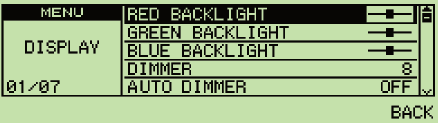 MENU
DISPLAY
01/07
RED BACKLIGHT
GREEN BACKLIGHT
BLUE BACKLIGHT
DIMMER 8
AUTO DIMMER OFF
BACK